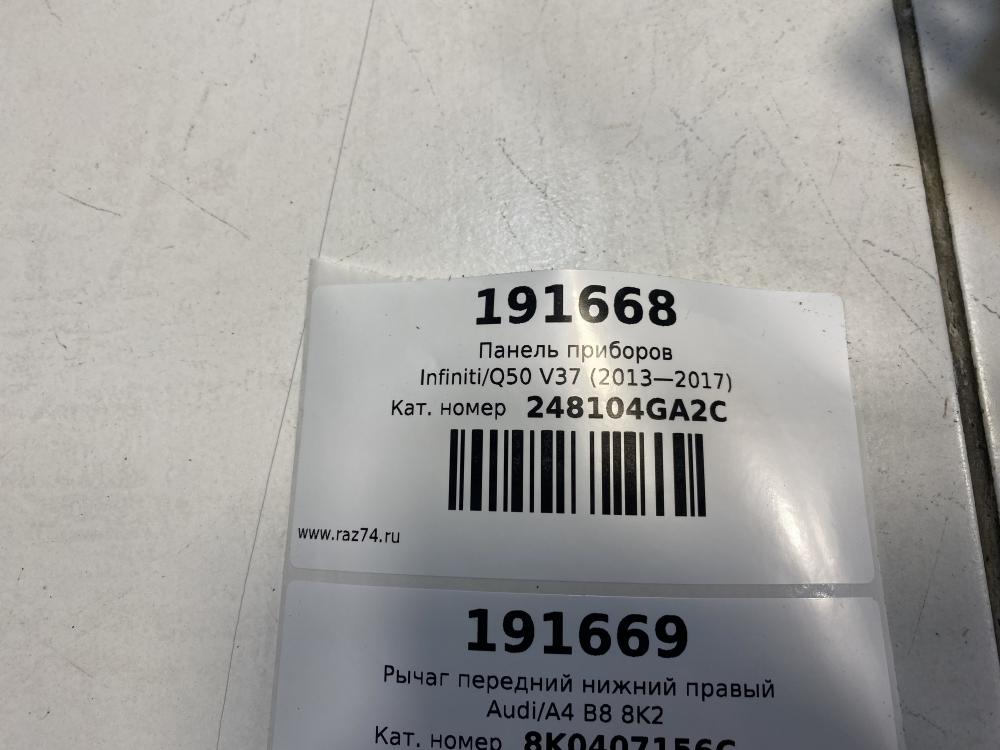 191668
Панель приборов
Infiniti/Q50 V37 (2013—2017)
Кат. номер 248104GA2C
www.raz74.ru
191669
Рычаг передний нижний правый
Audi/A4 B8 8K2
Кат. номер 8K0407156C